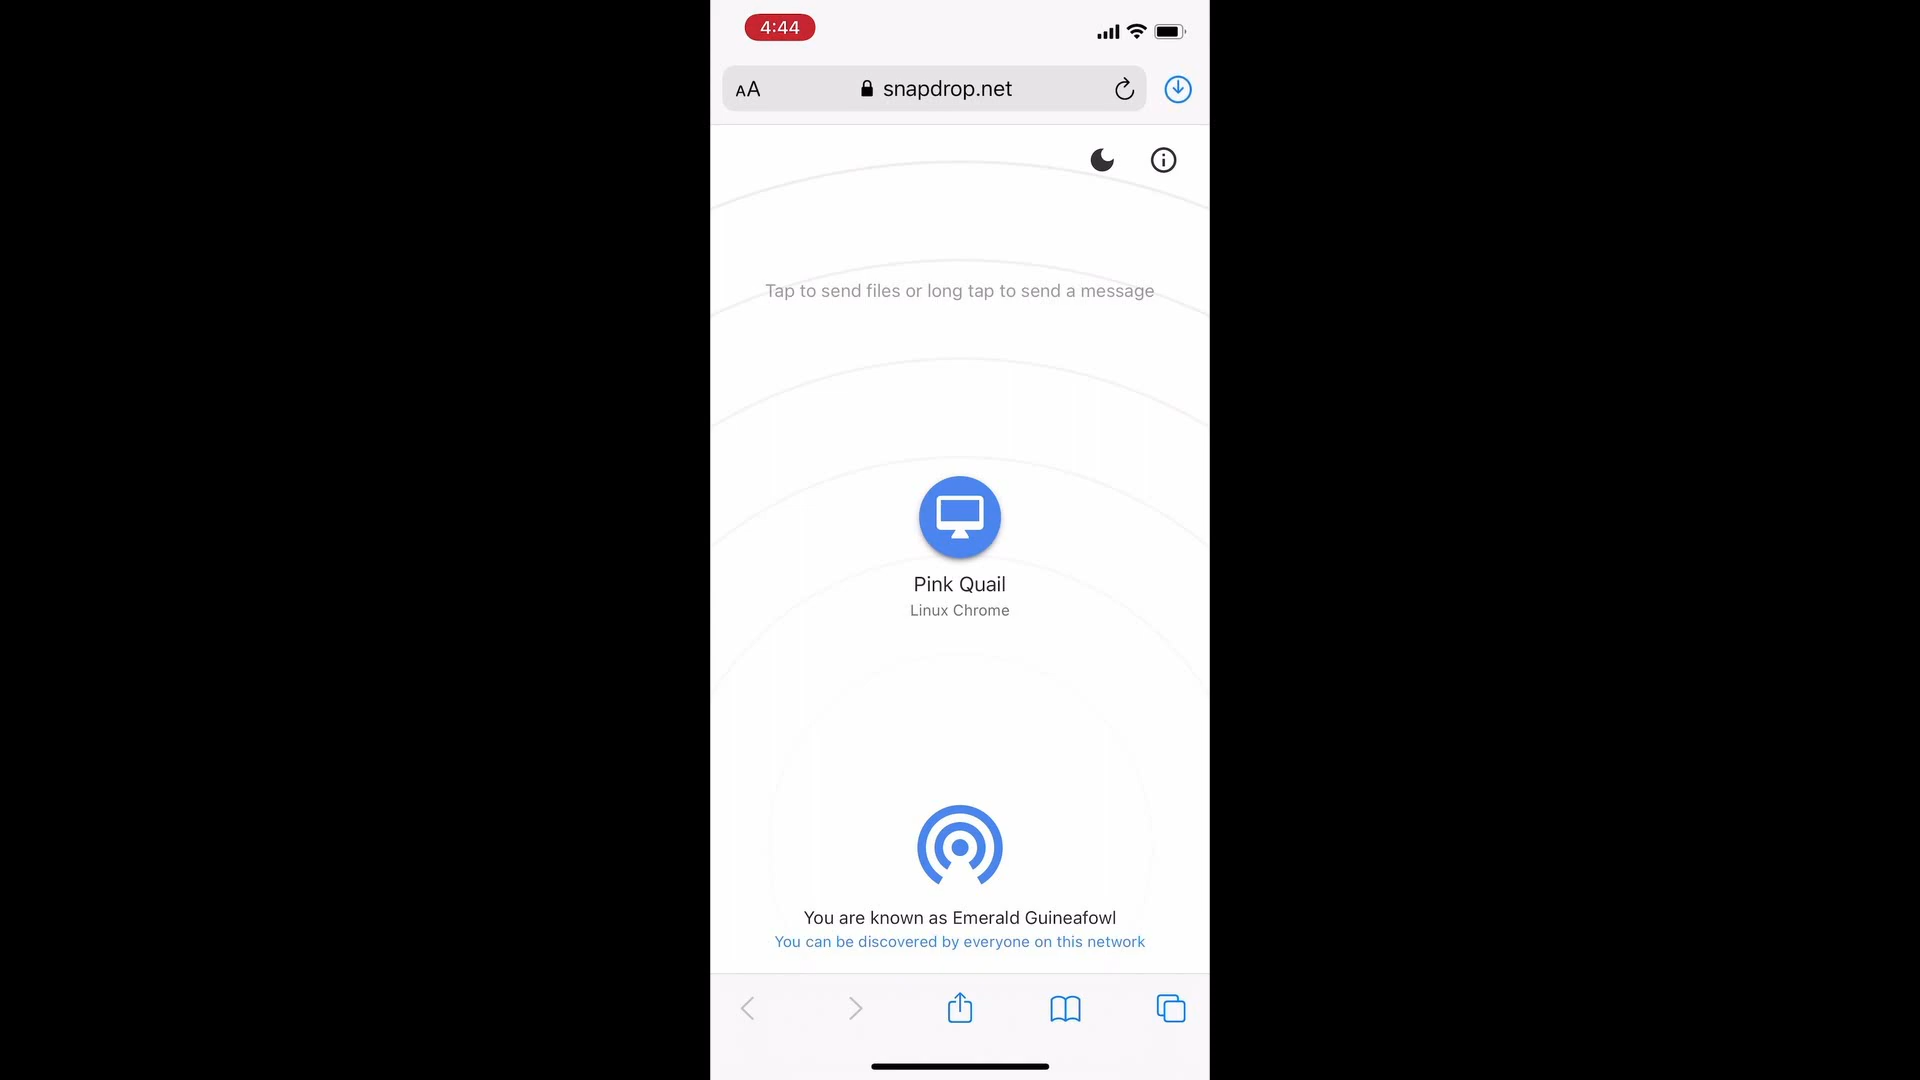 4:44
AA snapdrop.net
Tap to send files or long tap to send a message
Pink Quail
Linux Chrome
You are known as Emerald Guineafowl
You can be discovered by everyone on this network